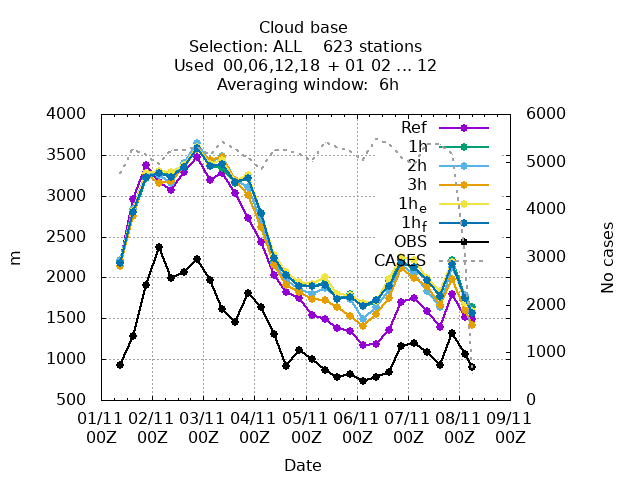 Cloud base
Selection: ALL 623 stations
Used 00,06,12,18 + 01 02 ... 12
Averaging window: 6h
4000
3500
3000
2500
2000
1500
1000
500
m
6000
5000
4000
3000
2000
1000
0
No cases
Ref
1h
2h
3h
1he
1hf
OBS
CASES
01/11 02/11 03/11 04/11 05/11 06/11 07/11 08/11 09/11
00Z 00Z 00Z 00Z 00Z 00Z 00Z 00Z 00Z
Date